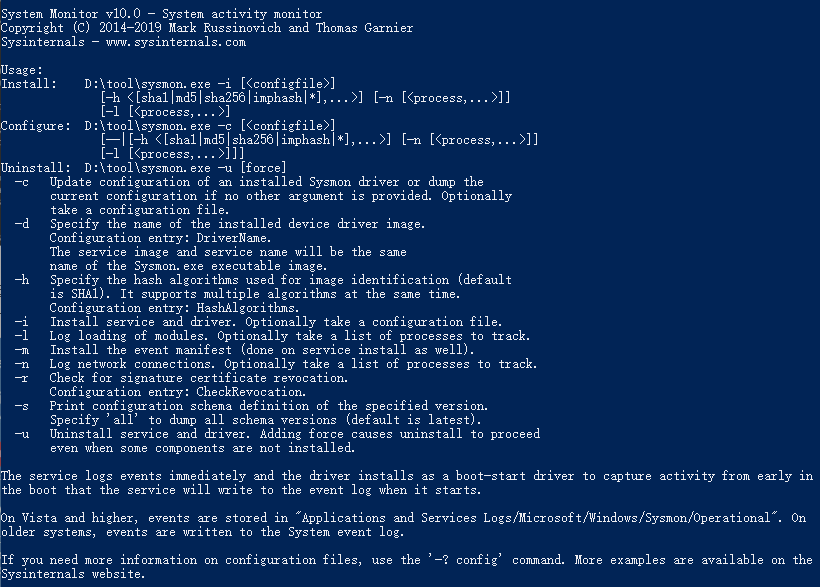 System Monitor v10.0 - System activity monitor
Copyright (C) 2014-2019 Mark Russinovich and Thomas Garnier
Sysinternals - www.sysinternals.com
Usage:
Install:    D:\tool\sysmon.exe -i [<configfile>]
[-h <[sha1|md5|sha256|imphash|*],...>] [-n [<process,...>]]
[-l [<process,...>]
Configure:  D:\tool\sysmon.exe -c [<configfile>]
[--|[-h <[sha1|md5|sha256|imphash|*],...>] [-n [<process,...>]]
[-l [<process,...>]]]
Uninstall:  D:\tool\sysmon.exe -u [force]
-c   Update configuration of an installed Sysmon driver or dump the
current configuration if no other argument is provided. Optionally
take a configuration file.
-d   Specify the name of the installed device driver image.
Configuration entry: DriverName.
The service image and service name will be the same
name of the Sysmon.exe executable image.
-h   Specify the hash algorithms used for image identification (default
is SHA1). It supports multiple algorithms at the same time.
Configuration entry: HashAlgorithms.
-i   Install service and driver. Optionally take a configuration file.
-l   Log loading of modules. Optionally take a list of processes to track.
-m   Install the event manifest (done on service install as well).
-n   Log network connections. Optionally take a list of processes to track.
-r   Check for signature certificate revocation.
Configuration entry: CheckRevocation.
-s   Print configuration schema definition of the specified version.
Specify 'all' to dump all schema versions (default is latest).
-u   Uninstall service and driver. Adding force causes uninstall to proceed
even when some components are not installed.
The service logs events immediately and the driver installs as a boot-start driver to capture activity from early in
the boot that the service will write to the event log when it starts.
On Vista and higher, events are stored in "Applications and Services Logs/Microsoft/Windows/Sysmon/Operational". On
older systems, events are written to the System event log.
If you need more information on configuration files, use the '-? config' command. More examples are available on the
Sysinternals website.